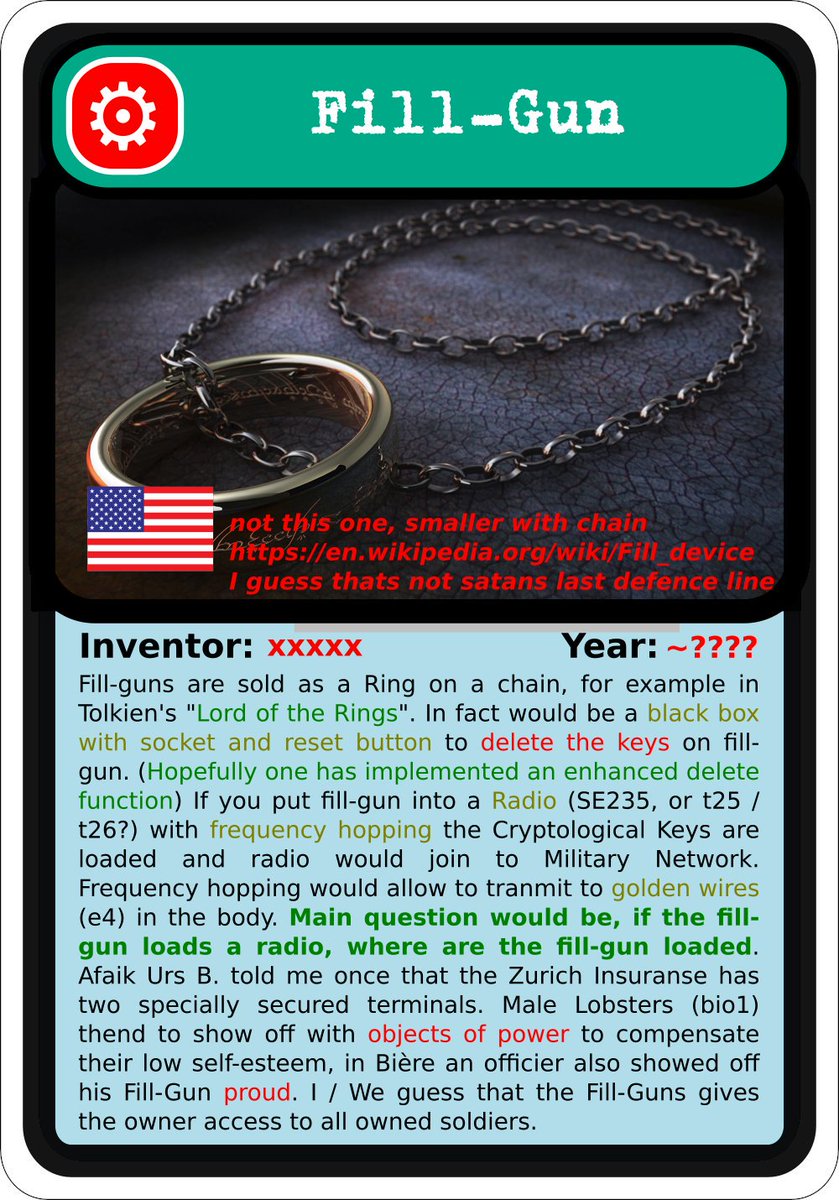 Fill-Gun
not this one, smaller with chain
https://en.wikipedia.org/wiki/Fill_device
I guess thats not satans last defence line
Inventor: xxxxx Year: ~????
Fill-guns are sold as a Ring on a chain, for example in
Tolkien's "Lord of the Rings". In fact would be a black box
with socket and reset button to delete the keys on fill-
gun. (Hopefully one has implemented an enhanced delete
function) If you put fill-gun into a Radio (SE235, or t25 /
t26?) with frequency hopping the Cryptological Keys are
loaded and radio would join to Military Network.
Frequency hopping would allow to tranmit to golden wires
(e4) in the body. Main question would be, if the fill-
gun loads a radio, where are the fill-gun loaded.
Afaik Urs B. told me once that the Zurich Insuranse has
two specially secured terminals. Male Lobsters (bio1)
thend to show off with objects of power to compensate
their low self-esteem, in Bière an officier also showed off
his Fill-Gun proud. I / We guess that the Fill-Guns gives
the owner access to all owned soldiers.